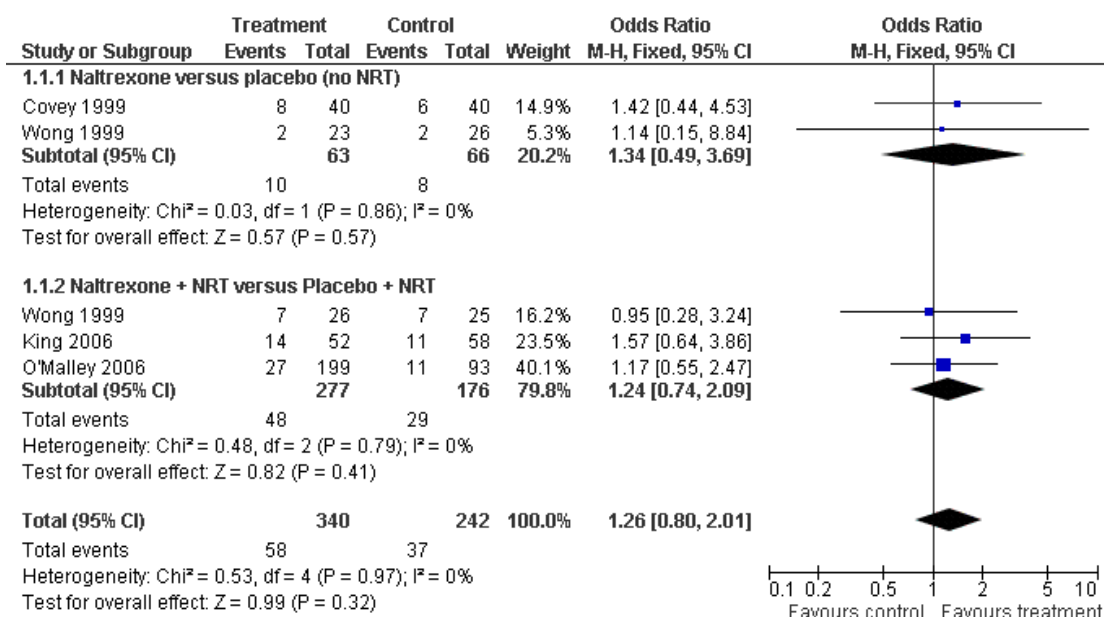 Treatment Control Odds Ratio Odds Ratio
Study or Subgroup Events Total Events Total Weight M-H, Fixed, 95% CI M-H, Fixed, 95% CI
1.1.1 Naltrexone versus placebo (no NRT)
Covey 1999 8 40 6 40 14.9% 1.42 [0.44, 4.53]
Wong 1999 2 23 2 26 5.3% 1.14 [0.15, 8.84]
Subtotal (95% CI) 63 66 20.2% 1.34 [0.49, 3.69]
Total events 10 8
Heterogeneity: Chi² = 0.03, df = 1 (P = 0.86); I² = 0%
Test for overall effect: Z = 0.57 (P = 0.57)
1.1.2 Naltrexone + NRT versus Placebo + NRT
Wong 1999 7 26 7 25 16.2% 0.95 [0.28, 3.24]
King 2006 14 52 11 58 23.5% 1.57 [0.64, 3.86]
O'Malley 2006 27 199 11 93 40.1% 1.17 [0.55, 2.47]
Subtotal (95% CI) 277 176 79.8% 1.24 [0.74, 2.09]
Total events 48 29
Heterogeneity: Chi² = 0.48, df = 2 (P = 0.79); I² = 0%
Test for overall effect: Z = 0.82 (P = 0.41)
Total (95% CI) 340 242 100.0% 1.26 [0.80, 2.01]
Total events 58 37
Heterogeneity: Chi² = 0.53, df = 4 (P = 0.97); I² = 0%
Test for overall effect: Z = 0.99 (P = 0.32)
0.1 0.2 0.5 1 2 5 10
Favours control Favours treatment